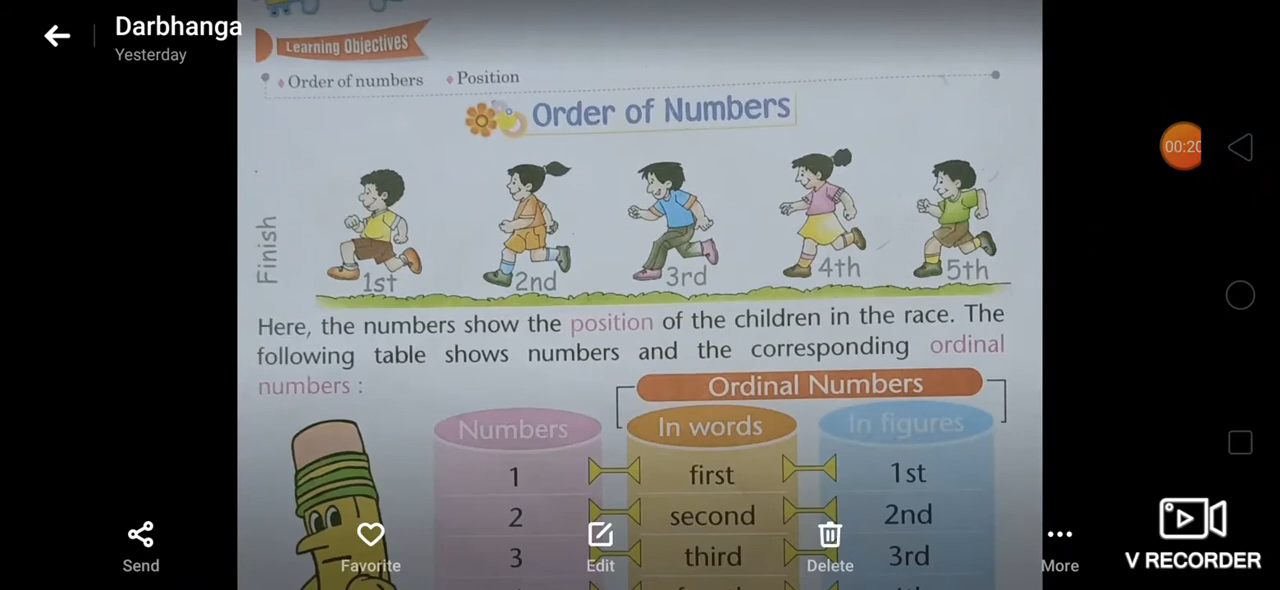 Darbhanga
Yesterday
Learning Objectives
Order of numbers Position
Order of Numbers
00:20
Finish
1st 2nd 3rd 4th 5th
Here, the numbers show the position of the children in the race. The
following table shows numbers and the corresponding ordinal
numbers :
Ordinal Numbers
Numbers In words In figures
1 first 1st
2 second 2nd
3 third 3rd
Send Favorite Edit Delete More
V RECORDER